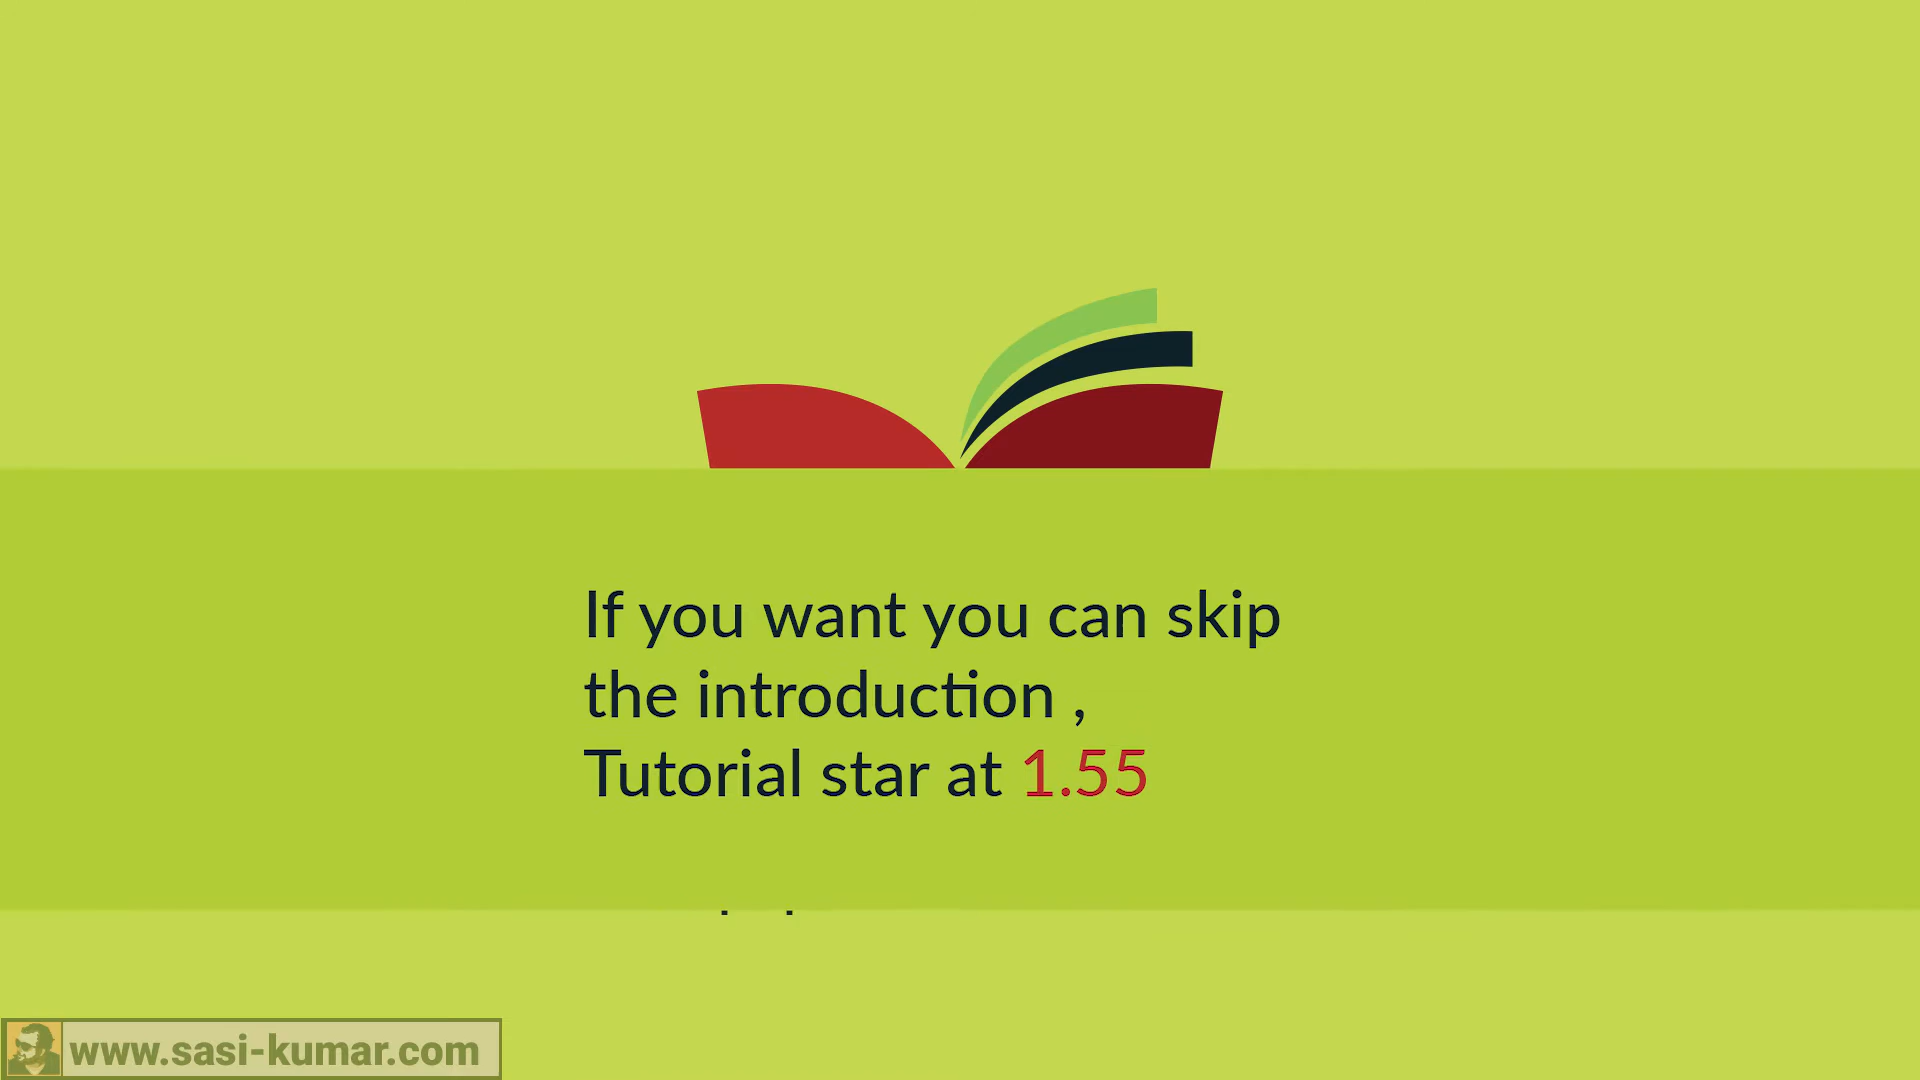 If you want you can skip
the introduction ,
Tutorial star at 1.55
www.sasi-kumar.com